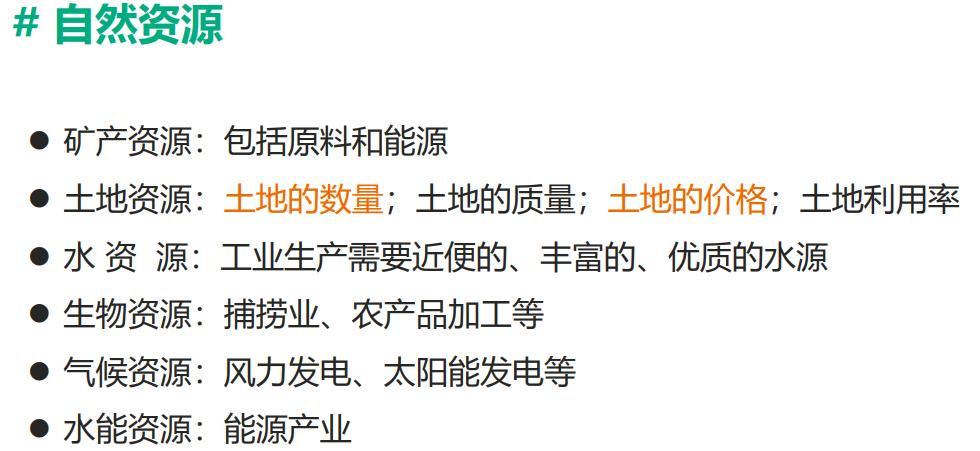 # 自然资源
● 矿产资源：包括原料和能源
● 土地资源：土地的数量；土地的质量；土地的价格；土地利用率
● 水 资 源：工业生产需要近便的、丰富的、优质的水源
● 生物资源：捕捞业、农产品加工等
● 气候资源：风力发电、太阳能发电等
● 水能资源：能源产业